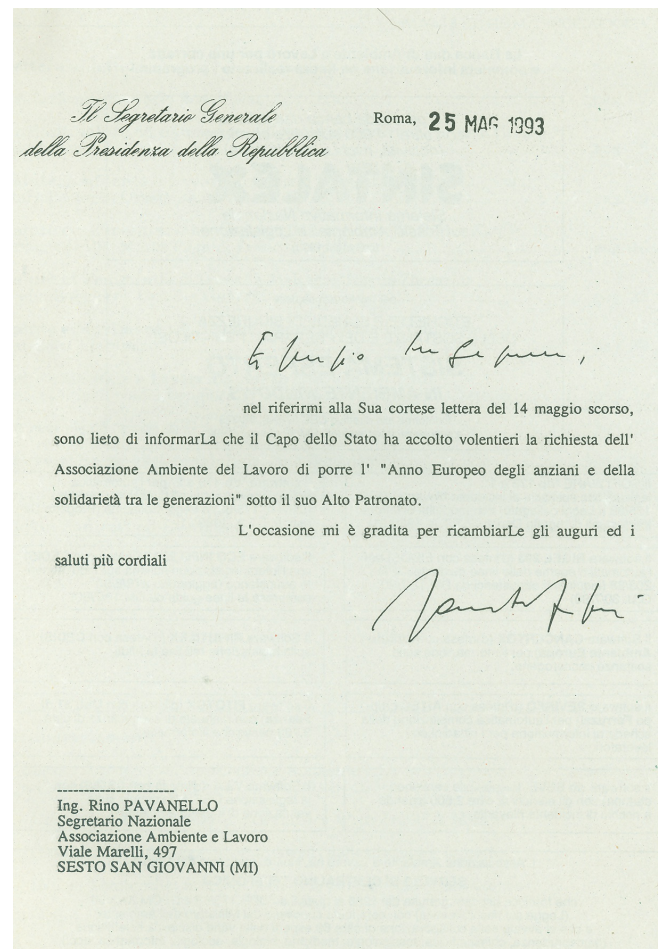 Il Segretario Generale
della Presidenza della Repubblica
Roma, 25 MAG 1993
Egregio Ingegnere,
nel riferirmi alla Sua cortese lettera del 14 maggio scorso,
sono lieto di informarLa che il Capo dello Stato ha accolto volentieri la richiesta dell'
Associazione Ambiente del Lavoro di porre l' "Anno Europeo degli anziani e della
solidarietà tra le generazioni" sotto il suo Alto Patronato.
L'occasione mi è gradita per ricambiarLe gli auguri ed i
saluti più cordiali
----------------------
Ing. Rino PAVANELLO
Segretario Nazionale
Associazione Ambiente e Lavoro
Viale Marelli, 497
SESTO SAN GIOVANNI (MI)